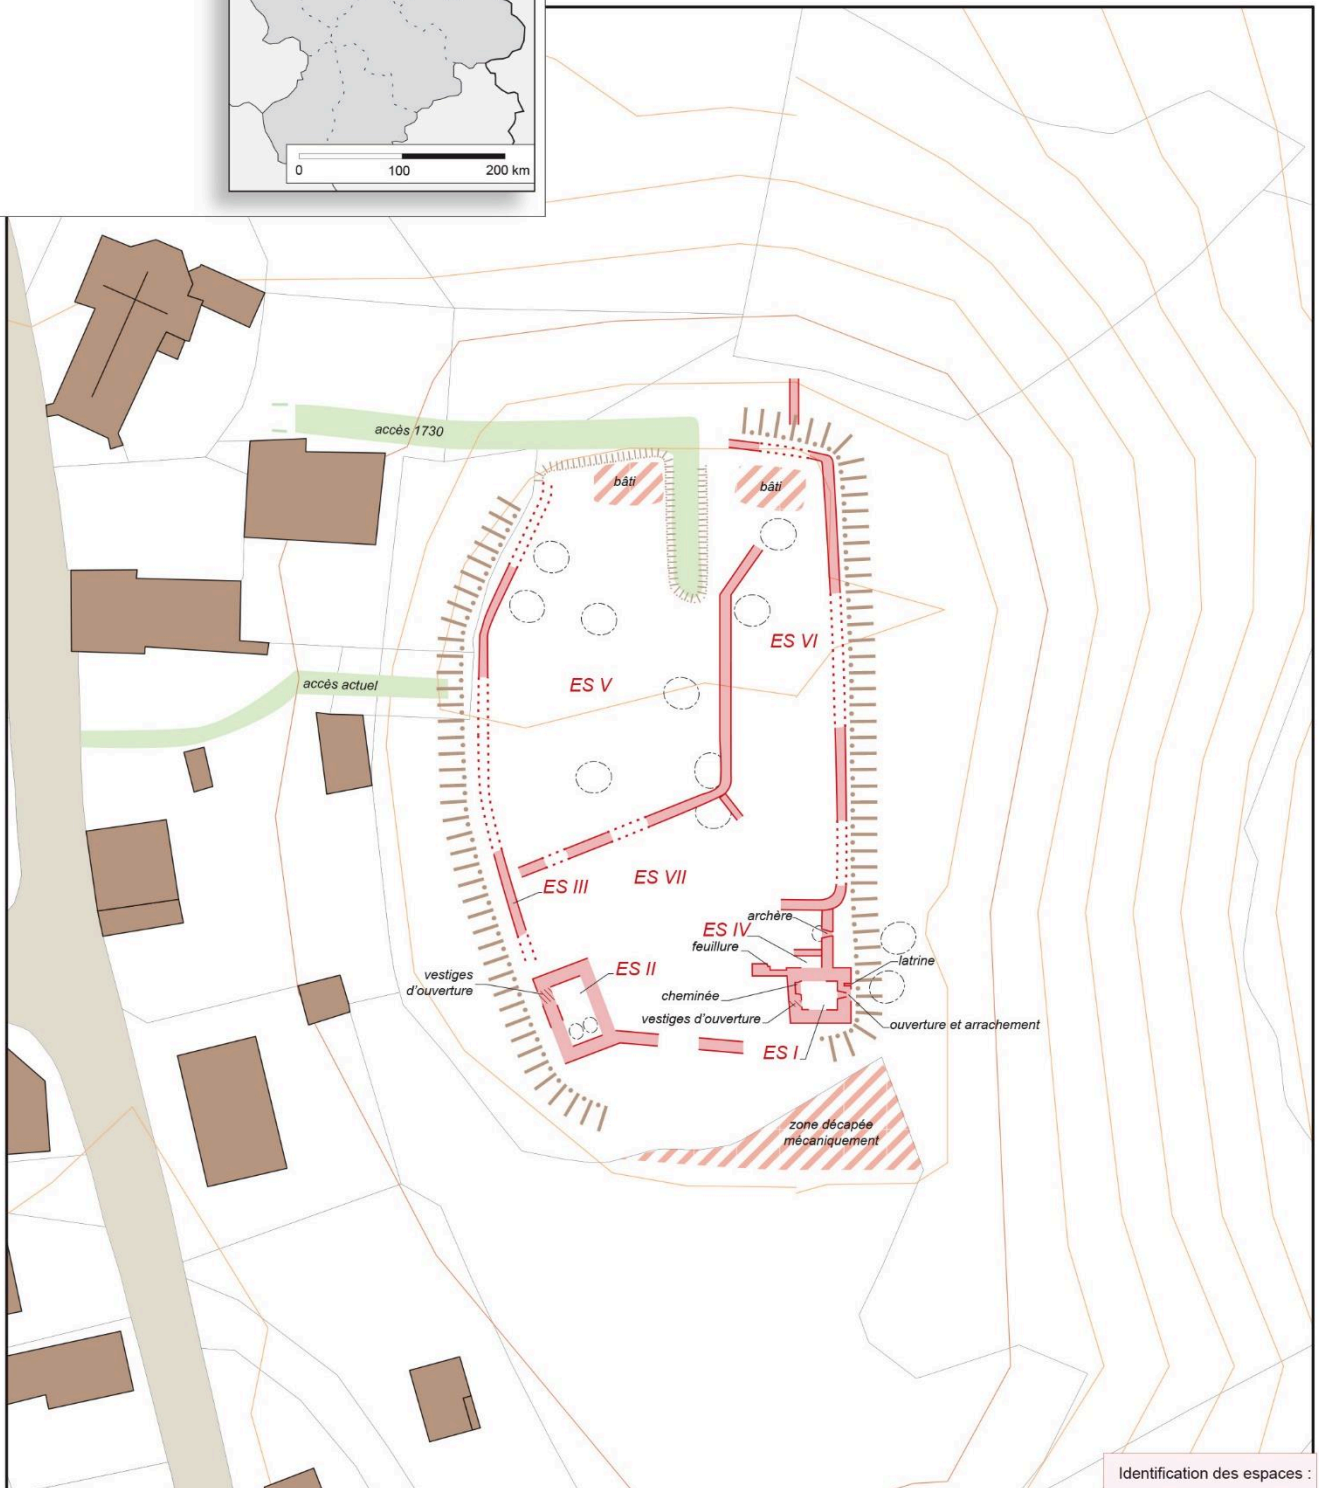 0 100 200 km
accès 1730
bâti
bâti
ES VI
ES V
accès actuel
ES VII
ES III
archère
ES IV
feuillure
latrine
ES II
vestiges
d'ouverture
cheminée
vestiges d'ouverture
ouverture et arrachement
ES I
zone décapée
mécaniquement
Identification des espaces :